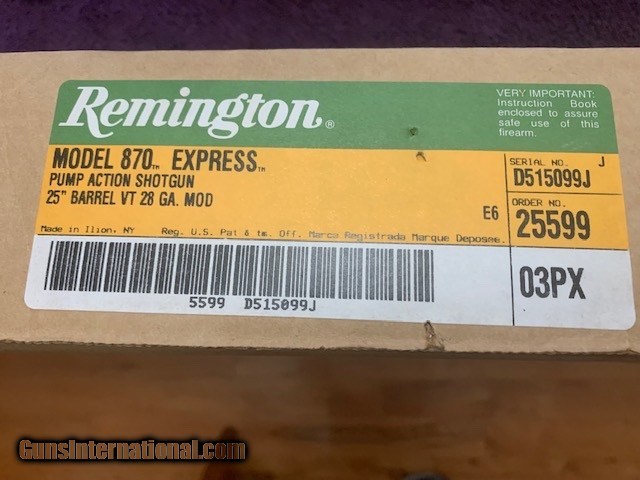 Remington®
VERY IMPORTANT:
Instruction Book
enclosed to assure
safe use of this
firearm.
MODEL 870™ EXPRESS™
PUMP ACTION SHOTGUN
25" BARREL VT 28 GA. MOD
E6
SERIAL NO. J
D515099J
ORDER NO.
25599
Made in Ilion, NY Reg. U.S. Pat & tm. Off. Marca Registrada Marque Deposee.
5599 D515099J
03PX
GunsInternational.com